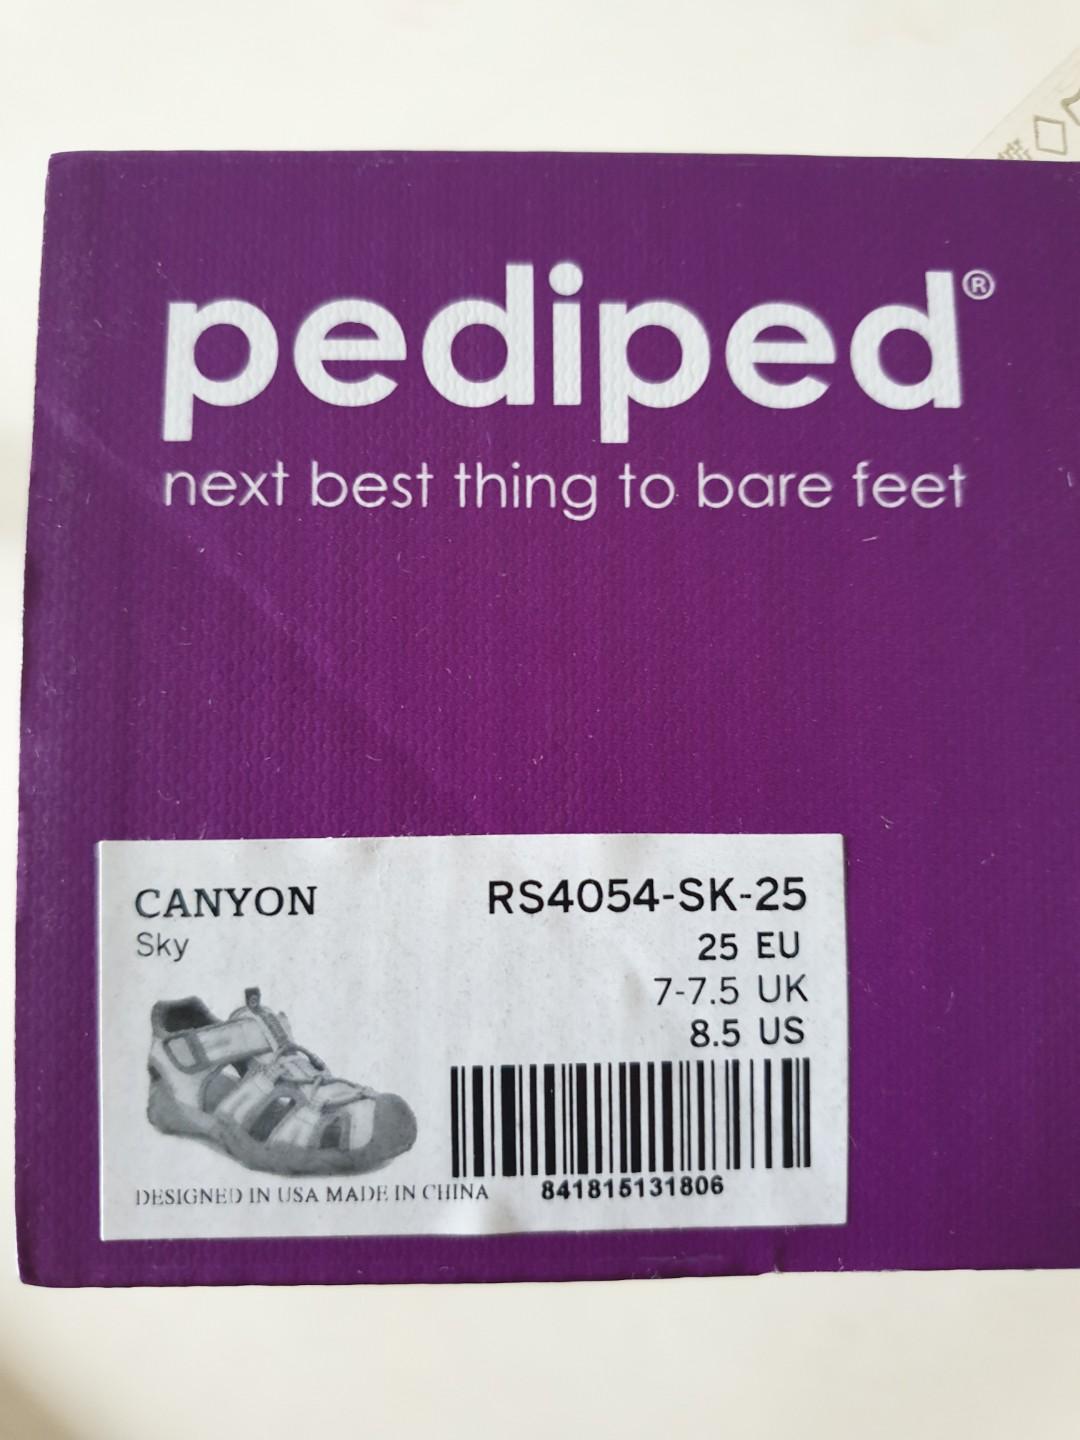 pediped®
next best thing to bare feet
CANYON
Sky
RS4054-SK-25
25 EU
7-7.5 UK
8.5 US
DESIGNED IN USA MADE IN CHINA
841815131806